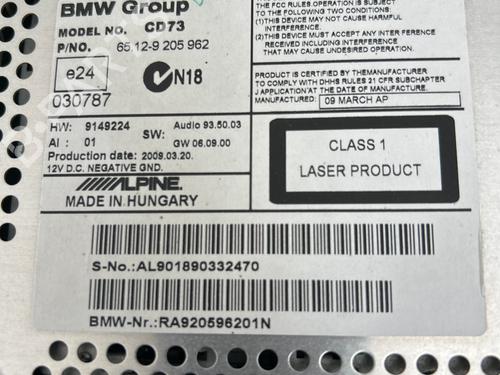 BMW Group
MODEL NO. CD73
P/NO. 65.12-9 205 962
e24
N18
030787
THE FCC RULES. OPERATION IS SUBJECT TO
FOLLOWING TWO CONDITIONS:
(1) THIS DEVICE MAY NOT CAUSE HARMFUL
INTERFERENCE.
(2) THIS DEVICE MUST ACCEPT ANY INTERFERENCE
RECEIVED, INCLUDING
INTERFERENCE THAT MAY CAUSE
UNDESIRED OPERATION.
PRODUCT IS CERTIFIED BY THE MANUFACTURER
TO COMPLY WITH DHHS RULES 21 CFR SUBCHAPTER
J APPLICABLE AT DATE OF MANUFACTURE.
MANUFACTURED: 09 MARCH AP
HW: 9149224 SW: Audio 93.50.03
AI : 01 GW 06.09.00
Production date: 2009.03.20.
12V D.C. NEGATIVE GND.
ALPINE.
MADE IN HUNGARY
CLASS 1
LASER PRODUCT
S-No.:AL901890332470
BMW-Nr.:RA920596201N